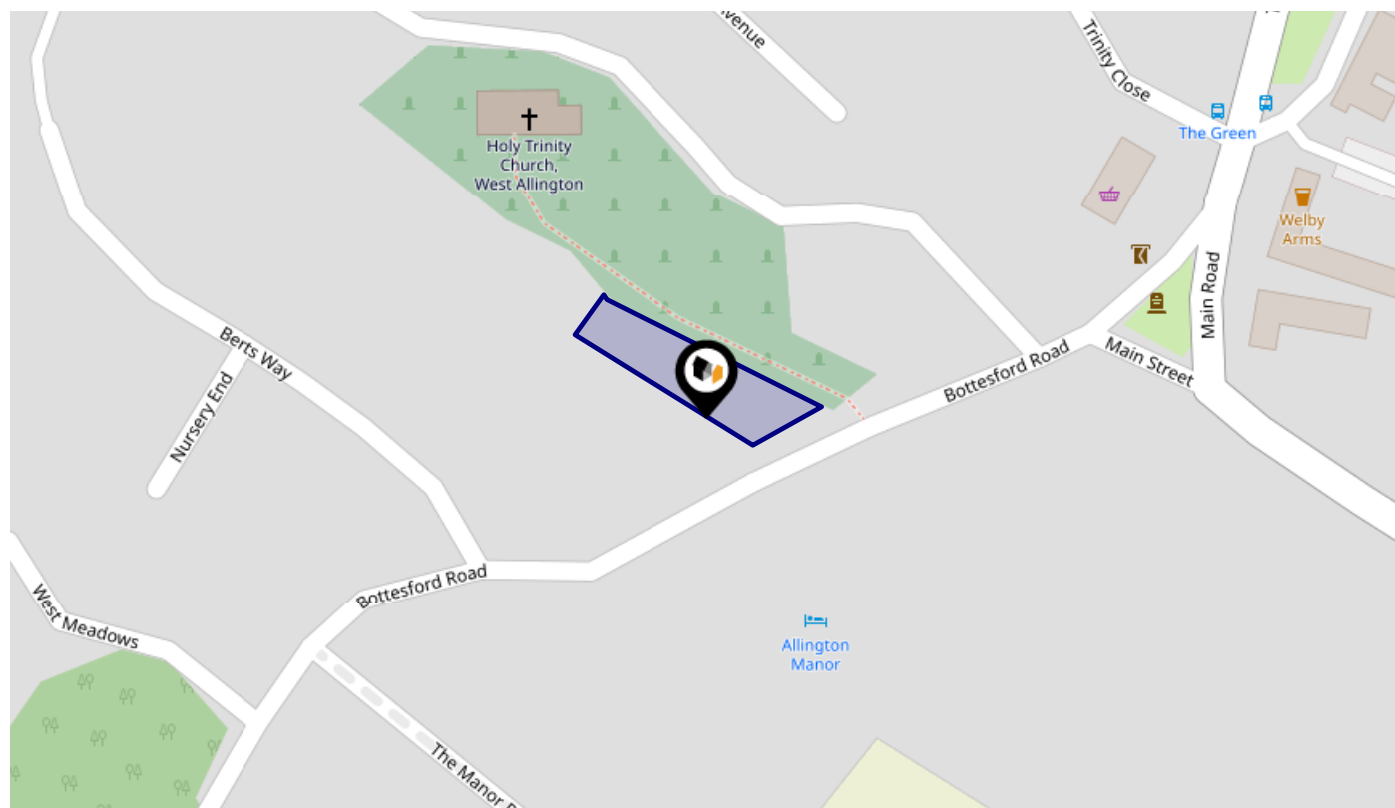 venue
Trinity Close
The Green
Holy Trinity
Church,
West Allington
Welby
Arms
Main Road
Berts Way
Nursery End
Bottesford Road
Main Street
Bottesford Road
West Meadows
Allington
Manor
The Manor